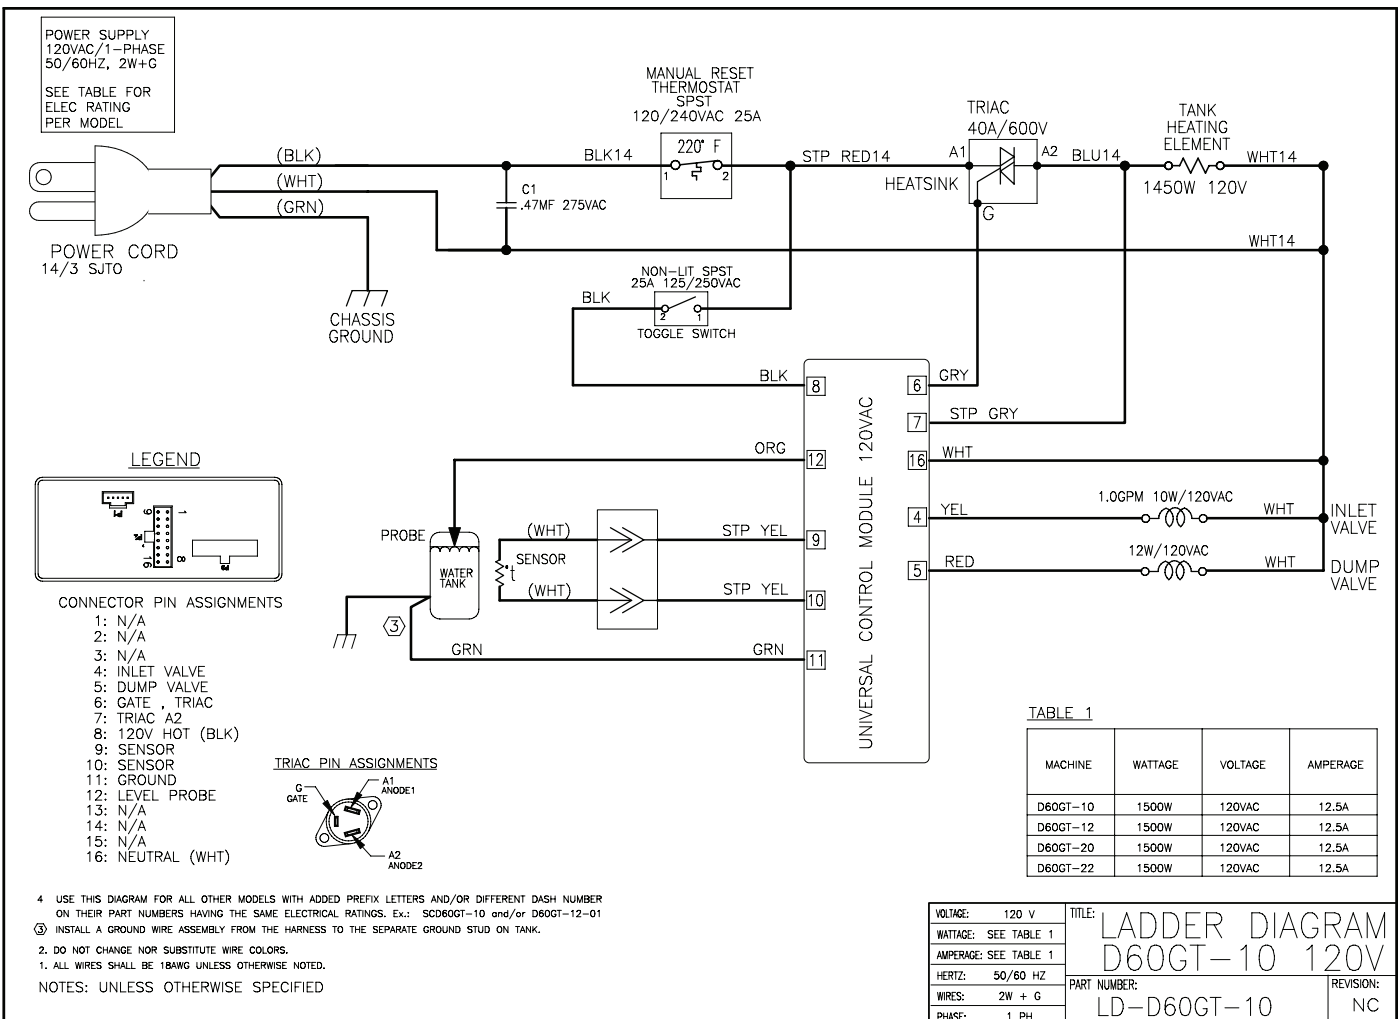 POWER SUPPLY
120VAC/1-PHASE
50/60HZ, 2W+G
SEE TABLE FOR
ELEC RATING
PER MODEL
MANUAL RESET
THERMOSTAT
SPST
120/240VAC 25A
220° F
1
2
TRIAC
40A/600V
A1
A2
G
HEATSINK
TANK
HEATING
ELEMENT
1450W 120V
(BLK)
BLK14
STP RED14
BLU14
WHT14
(WHT)
(GRN)
C1
.47MF 275VAC
WHT14
POWER CORD
14/3 SJTO
CHASSIS
GROUND
NON-LIT SPST
25A 125/250VAC
BLK
2
1
TOGGLE SWITCH
BLK
8
6
GRY
7
STP GRY
ORG
12
16
WHT
UNIVERSAL CONTROL MODULE 120VAC
1.0GPM 10W/120VAC
4
YEL
WHT
INLET
VALVE
12W/120VAC
5
RED
WHT
DUMP
VALVE
PROBE
WATER
TANK
(WHT)
SENSOR
t
(WHT)
STP YEL
9
STP YEL
10
3
GRN
GRN
11
LEGEND
P1
9
1
P2
16
8
P3
CONNECTOR PIN ASSIGNMENTS
1: N/A
2: N/A
3: N/A
4: INLET VALVE
5: DUMP VALVE
6: GATE , TRIAC
7: TRIAC A2
8: 120V HOT (BLK)
9: SENSOR
10: SENSOR
11: GROUND
12: LEVEL PROBE
13: N/A
14: N/A
15: N/A
16: NEUTRAL (WHT)
TRIAC PIN ASSIGNMENTS
G
GATE
A1
ANODE1
A2
ANODE2
TABLE 1
MACHINE WATTAGE VOLTAGE AMPERAGE
D60GT-10 1500W 120VAC 12.5A
D60GT-12 1500W 120VAC 12.5A
D60GT-20 1500W 120VAC 12.5A
D60GT-22 1500W 120VAC 12.5A
4 USE THIS DIAGRAM FOR ALL OTHER MODELS WITH ADDED PREFIX LETTERS AND/OR DIFFERENT DASH NUMBER
ON THEIR PART NUMBERS HAVING THE SAME ELECTRICAL RATINGS. Ex.: SCD60GT-10 and/or D60GT-12-01
3 INSTALL A GROUND WIRE ASSEMBLY FROM THE HARNESS TO THE SEPARATE GROUND STUD ON TANK.
2. DO NOT CHANGE NOR SUBSTITUTE WIRE COLORS.
1. ALL WIRES SHALL BE 18AWG UNLESS OTHERWISE NOTED.
NOTES: UNLESS OTHERWISE SPECIFIED
VOLTAGE: 120 V
WATTAGE: SEE TABLE 1
AMPERAGE: SEE TABLE 1
HERTZ: 50/60 HZ
WIRES: 2W + G
PHASE: 1 PH
TITLE: LADDER DIAGRAM
D60GT-10 120V
PART NUMBER:
LD-D60GT-10
REVISION:
NC